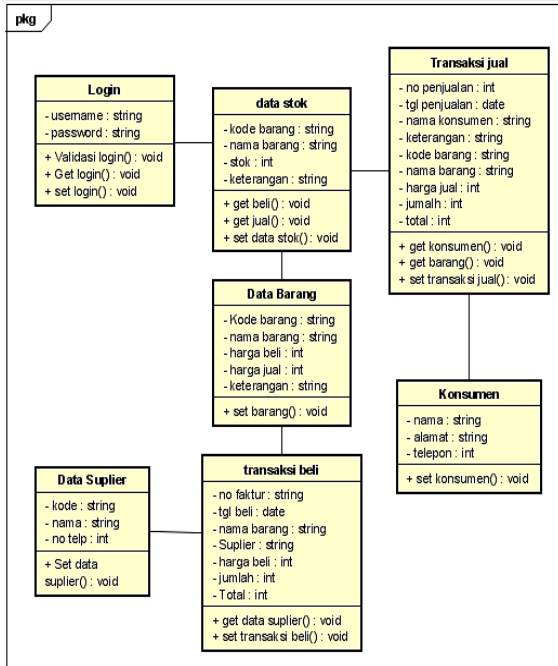 pkg
Login
- username : string
- password : string
+ Validasi login() : void
+ Get login() : void
+ set login() : void
data stok
- kode barang : string
- nama barang : string
- stok : int
- keterangan : string
+ get beli() : void
+ get jual() : void
+ set data stok() : void
Transaksi jual
- no penjualan : int
- tgl penjualan : date
- nama konsumen : string
- keterangan : string
- kode barang : string
- nama barang : string
- harga jual : int
- jumalh : int
- total : int
+ get konsumen() : void
+ get barang() : void
+ set transaksi jual() : void
Data Barang
- Kode barang : string
- nama barang : string
- harga beli : int
- harga jual : int
- keterangan : string
+ set barang() : void
Konsumen
- nama : string
- alamat : string
- telepon : int
+ set konsumen() : void
Data Suplier
- kode : string
- nama : string
- no telp : int
+ Set data
suplier() : void
transaksi beli
- no faktur : string
- tgl beli : date
- nama barang : string
- Suplier : string
- harga beli : int
- jumlah : int
- Total : int
+ get data suplier() : void
+ set transaksi beli() : void